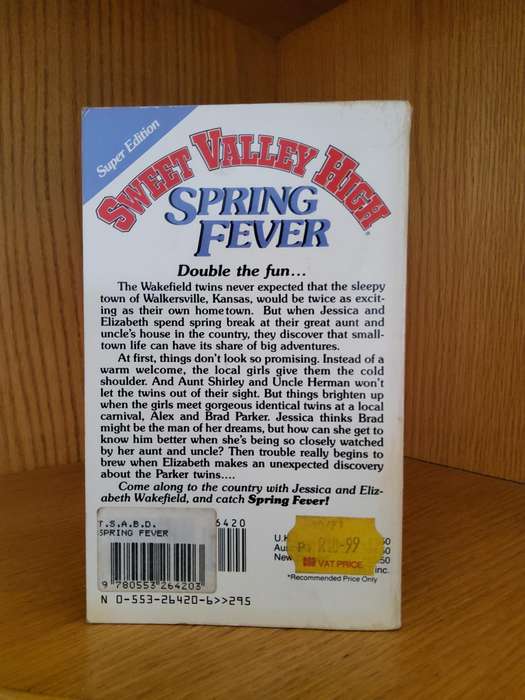 Super Edition
SWEET VALLEY HIGH
SPRING
FEVER
Double the fun...
The Wakefield twins never expected that the sleepy
town of Walkersville, Kansas, would be twice as excit-
ing as their own home town. But when Jessica and
Elizabeth spend spring break at their great aunt and
uncle's house in the country, they discover that small-
town life can have its share of big adventures.
At first, things don't look so promising. Instead of a
warm welcome, the local girls give them the cold
shoulder. And Aunt Shirley and Uncle Herman won't
let the twins out of their sight. But things brighten up
when the girls meet gorgeous identical twins at a local
carnival, Alex and Brad Parker. Jessica thinks Brad
might be the man of her dreams, but how can she get to
know him better when she's being so closely watched
by her aunt and uncle? Then trouble really begins to
brew when Elizabeth makes an unexpected discovery
about the Parker twins....
Come along to the country with Jessica and Eliz-
abeth Wakefield, and catch Spring Fever!
T.S.A.B.D.
SPRING FEVER
6420
9 780553 264203
N 0-553-26420-6>>295
U.K
Aus
New
-99
VAT PRICE
50
50
inc.
*Recommended Price Only